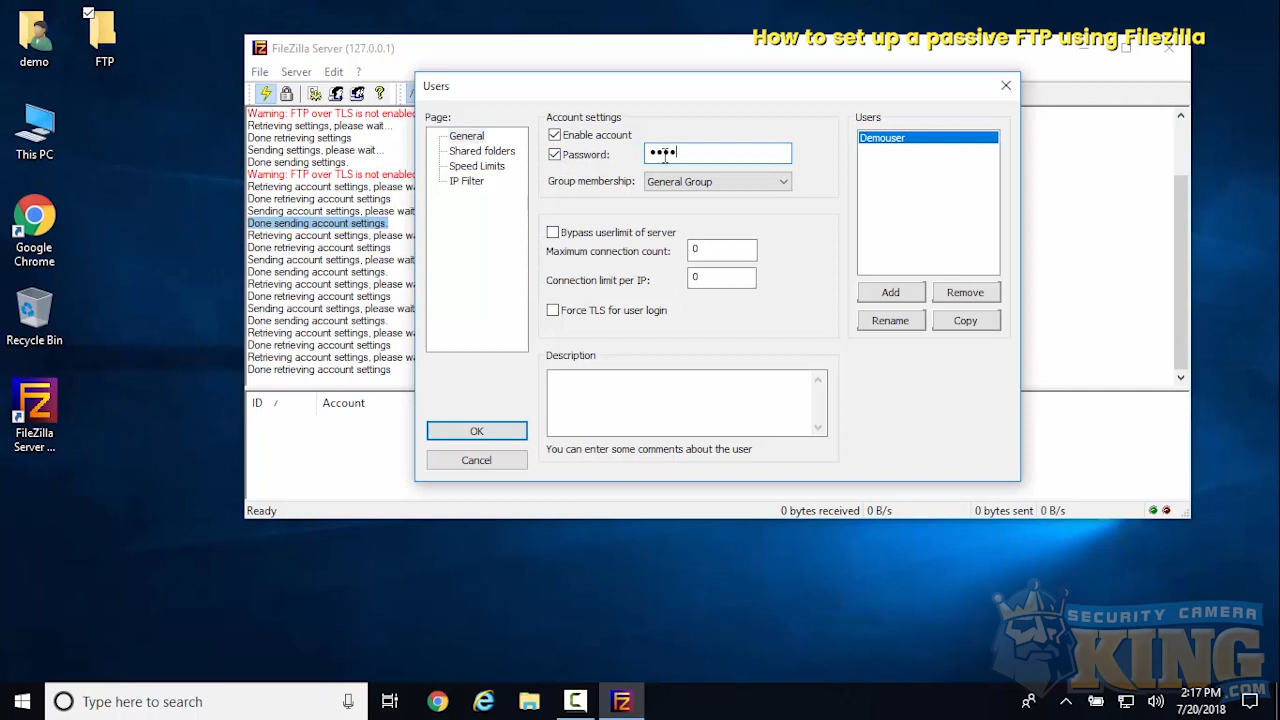 How to set up a passive FTP using Filezilla
demo
FTP
This PC
Google
Chrome
Recycle Bin
FileZilla
Server ...
FileZilla Server (127.0.0.1)
File Server Edit ?
Warning: FTP over TLS is not enabled
Retrieving settings, please wait...
Done retrieving settings
Sending settings, please wait...
Done sending settings.
Warning: FTP over TLS is not enabled
Retrieving account settings, please wait
Done retrieving account settings
Sending account settings, please wait
Done sending account settings.
Retrieving account settings, please wait
Done retrieving account settings
Sending account settings, please wait
Done sending account settings.
Retrieving account settings, please wait
Done retrieving account settings
Sending account settings, please wait
Done sending account settings.
Retrieving account settings, please wait
Done retrieving account settings
Retrieving account settings, please wait
Done retrieving account settings
ID / Account
Ready
0 bytes received 0 B/s 0 bytes sent 0 B/s
Users
Page:
General
Shared folders
Speed Limits
IP Filter
OK
Cancel
Account settings
Enable account
Password: ••••
Group membership: General Group
Bypass userlimit of server
Maximum connection count: 0
Connection limit per IP: 0
Force TLS for user login
Description
You can enter some comments about the user
Users
Demouser
Add Remove
Rename Copy
SECURITY CAMERA
KING
.COM
Type here to search
2:17 PM
7/20/2018